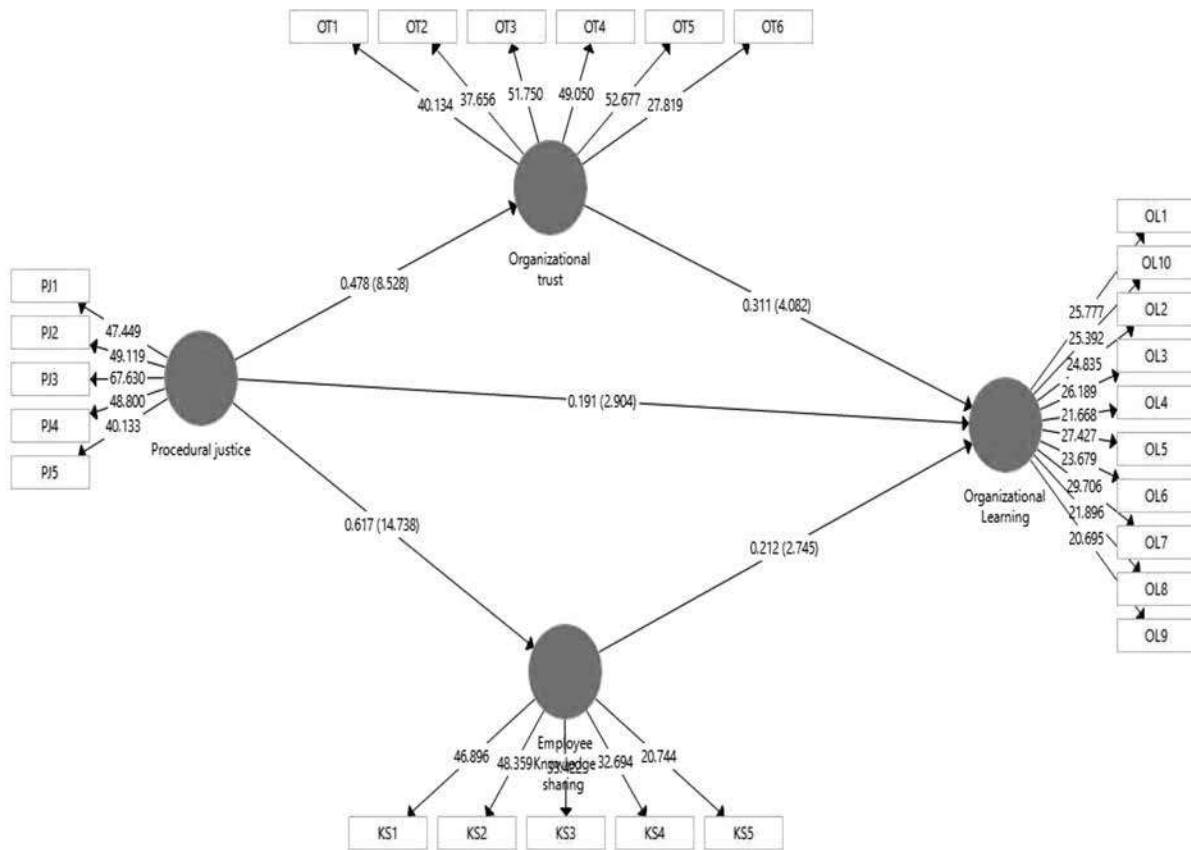 OT1 OT2 OT3 OT4 OT5 OT6
40.134 37.656 51.750 49.050 52.677 27.819
Organizational
trust
0.478 (8.528)
0.311 (4.082)
PJ1
PJ2
PJ3
PJ4
PJ5
47.449
49.119
67.630
48.800
40.133
Procedural justice
0.191 (2.904)
0.617 (14.738)
0.212 (2.745)
Organizational
Learning
25.777
25.392
24.835
26.189
21.668
27.427
23.679
29.706
21.896
20.695
OL1
OL10
OL2
OL3
OL4
OL5
OL6
OL7
OL8
OL9
Employee
Knowledge
sharing
46.896 48.359 32.694 20.744
KS1 KS2 KS3 KS4 KS5